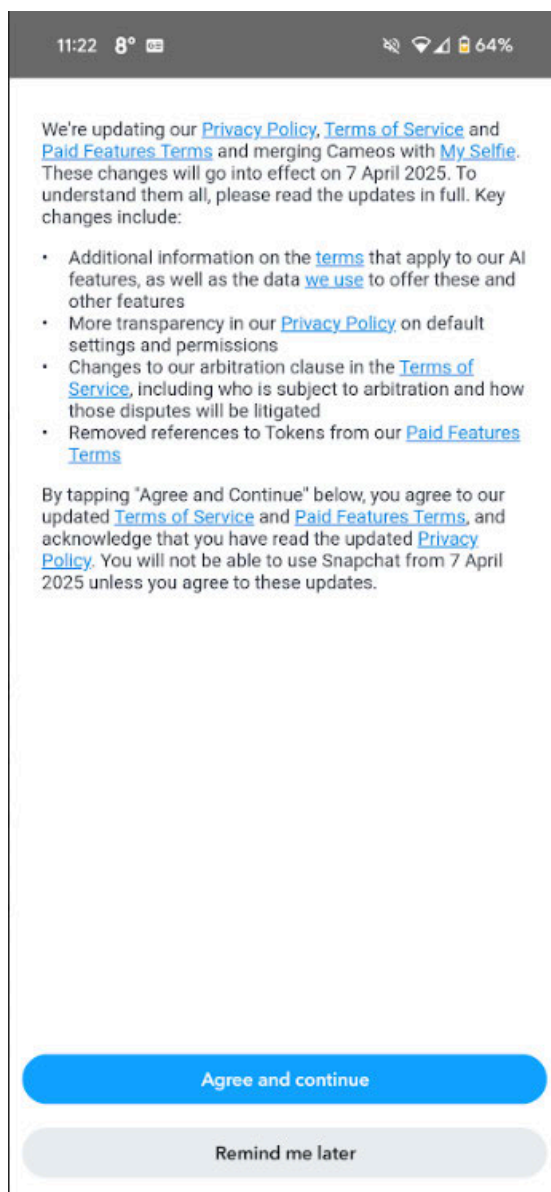 11:22 8° 64%
We're updating our Privacy Policy, Terms of Service and
Paid Features Terms and merging Cameos with My Selfie.
These changes will go into effect on 7 April 2025. To
understand them all, please read the updates in full. Key
changes include:
• Additional information on the terms that apply to our AI
features, as well as the data we use to offer these and
other features
• More transparency in our Privacy Policy on default
settings and permissions
• Changes to our arbitration clause in the Terms of
Service, including who is subject to arbitration and how
those disputes will be litigated
• Removed references to Tokens from our Paid Features
Terms
By tapping "Agree and Continue" below, you agree to our
updated Terms of Service and Paid Features Terms, and
acknowledge that you have read the updated Privacy
Policy. You will not be able to use Snapchat from 7 April
2025 unless you agree to these updates.
Agree and continue
Remind me later